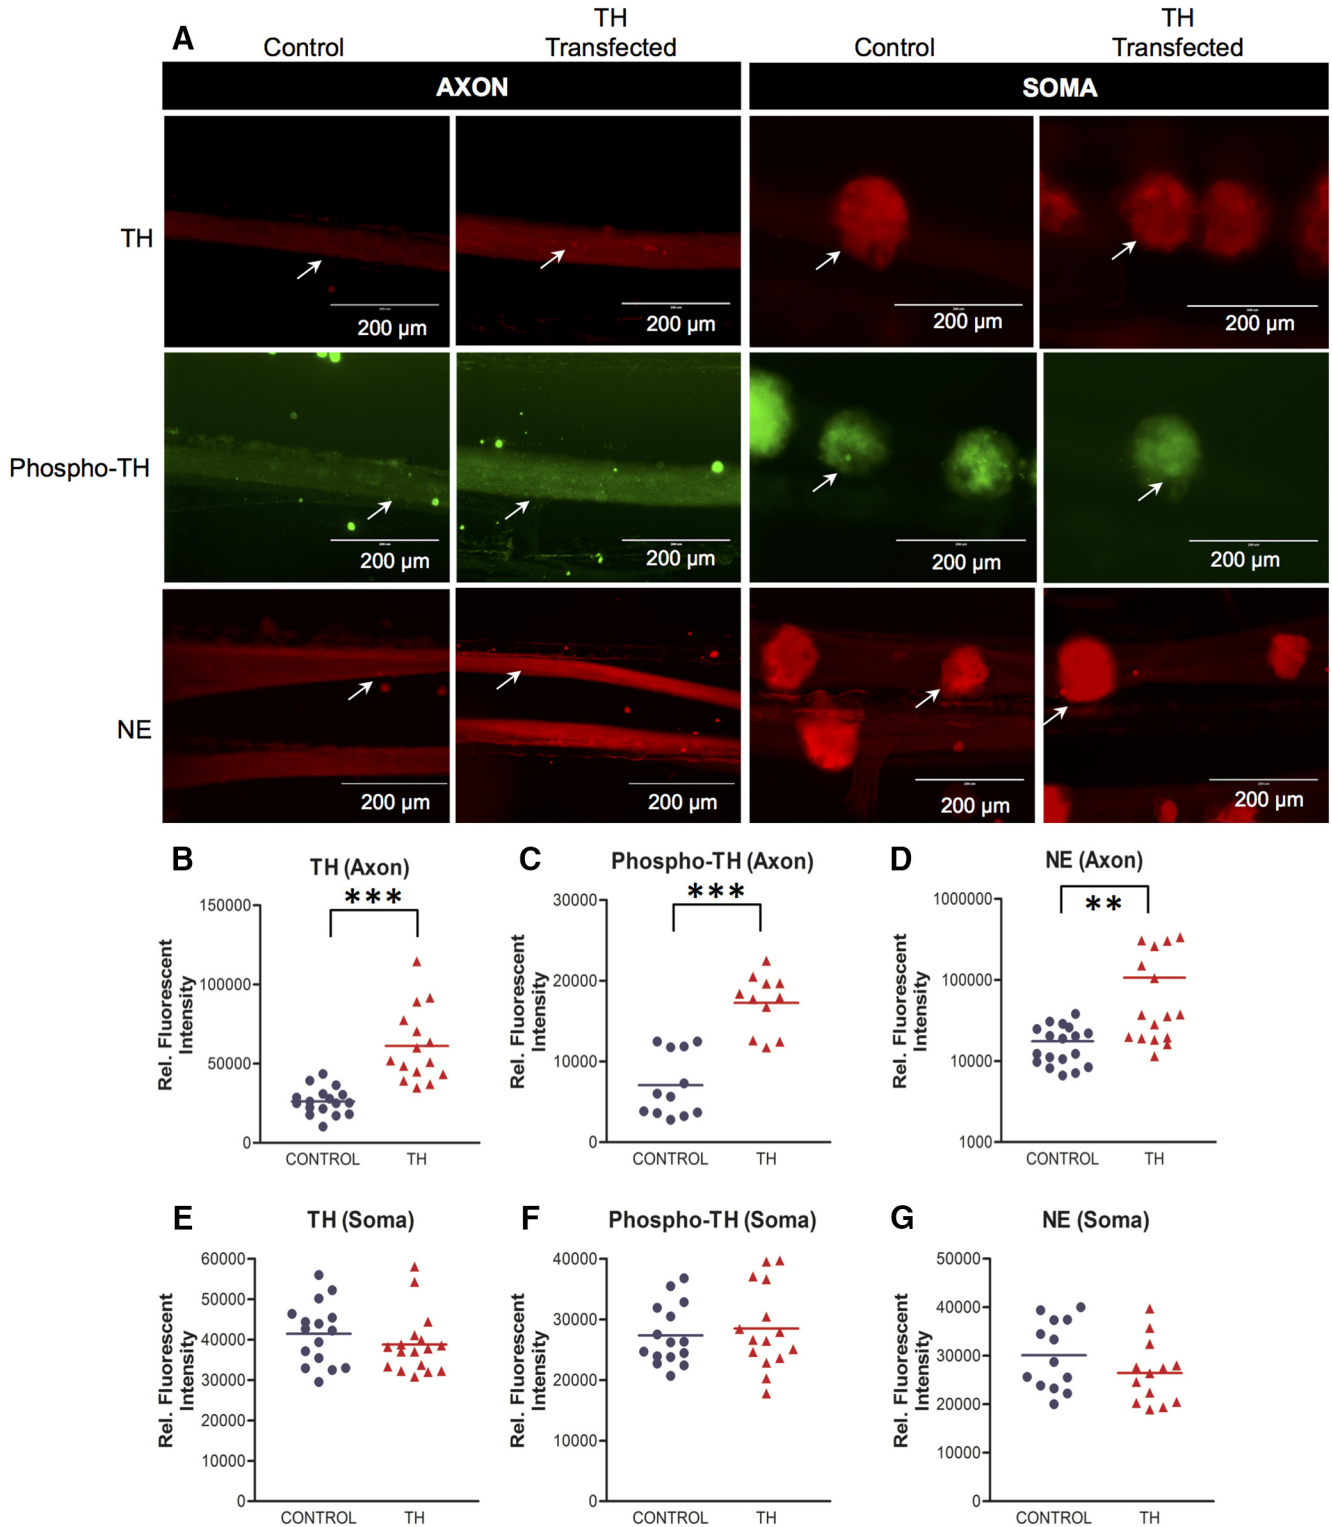 A
Control
TH
Transfected
Control
TH
Transfected
AXON
SOMA
TH
200 µm
200 µm
200 µm
200 µm
Phospho-TH
200 µm
200 µm
200 µm
200 µm
NE
200 µm
200 µm
200 µm
200 µm
B
TH (Axon)
***
Rel. Fluorescent
Intensity
150000
100000
50000
0
CONTROL
TH
C
Phospho-TH (Axon)
***
Rel. Fluorescent
Intensity
30000
20000
10000
0
CONTROL
TH
D
NE (Axon)
**
Rel. Fluorescent
Intensity
1000000
100000
10000
1000
CONTROL
TH
E
TH (Soma)
Rel. Fluorescent
Intensity
60000
50000
40000
30000
20000
10000
0
CONTROL
TH
F
Phospho-TH (Soma)
Rel. Fluorescent
Intensity
40000
30000
20000
10000
0
CONTROL
TH
G
NE (Soma)
Rel. Fluorescent
Intensity
50000
40000
30000
20000
10000
0
CONTROL
TH